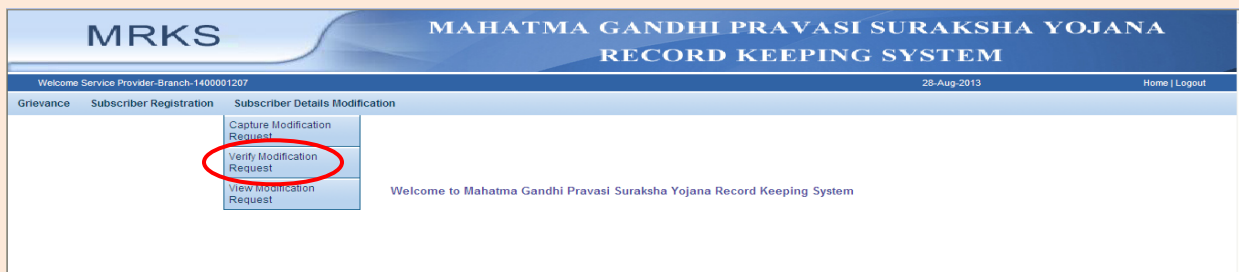 MRKS
MAHATMA GANDHI PRAVASI SURAKSHA YOJANA
RECORD KEEPING SYSTEM
Welcome Service Provider-Branch-1400001207 28-Aug-2013 Home | Logout
Grievance Subscriber Registration Subscriber Details Modification
Capture Modification
Request
Verify Modification
Request
View Modification
Request
Welcome to Mahatma Gandhi Pravasi Suraksha Yojana Record Keeping System